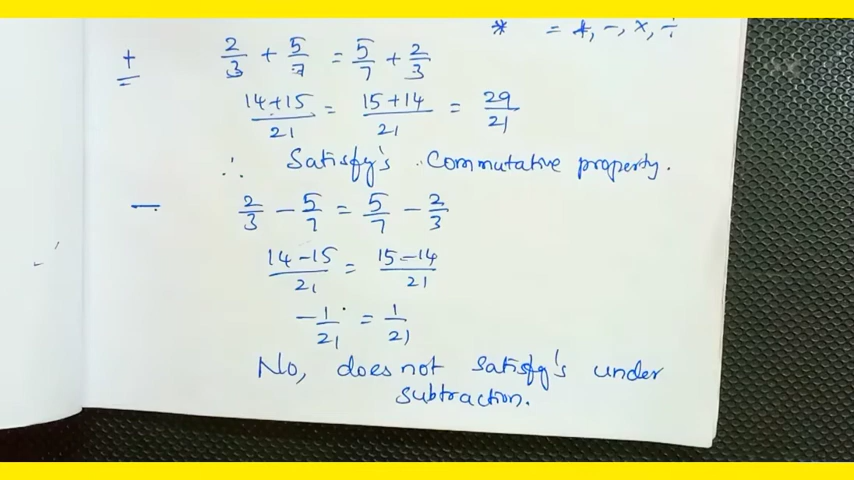 * = +, -, ×, ÷
+ 2/3 + 5/7 = 5/7 + 2/3
14+15/21 = 15+14/21 = 29/21
∴ Satisfy's Commutative property.
- 2/3 - 5/7 = 5/7 - 2/3
14-15/21 = 15-14/21
-1/21 = 1/21
No, does not satisfy's under
subtraction.